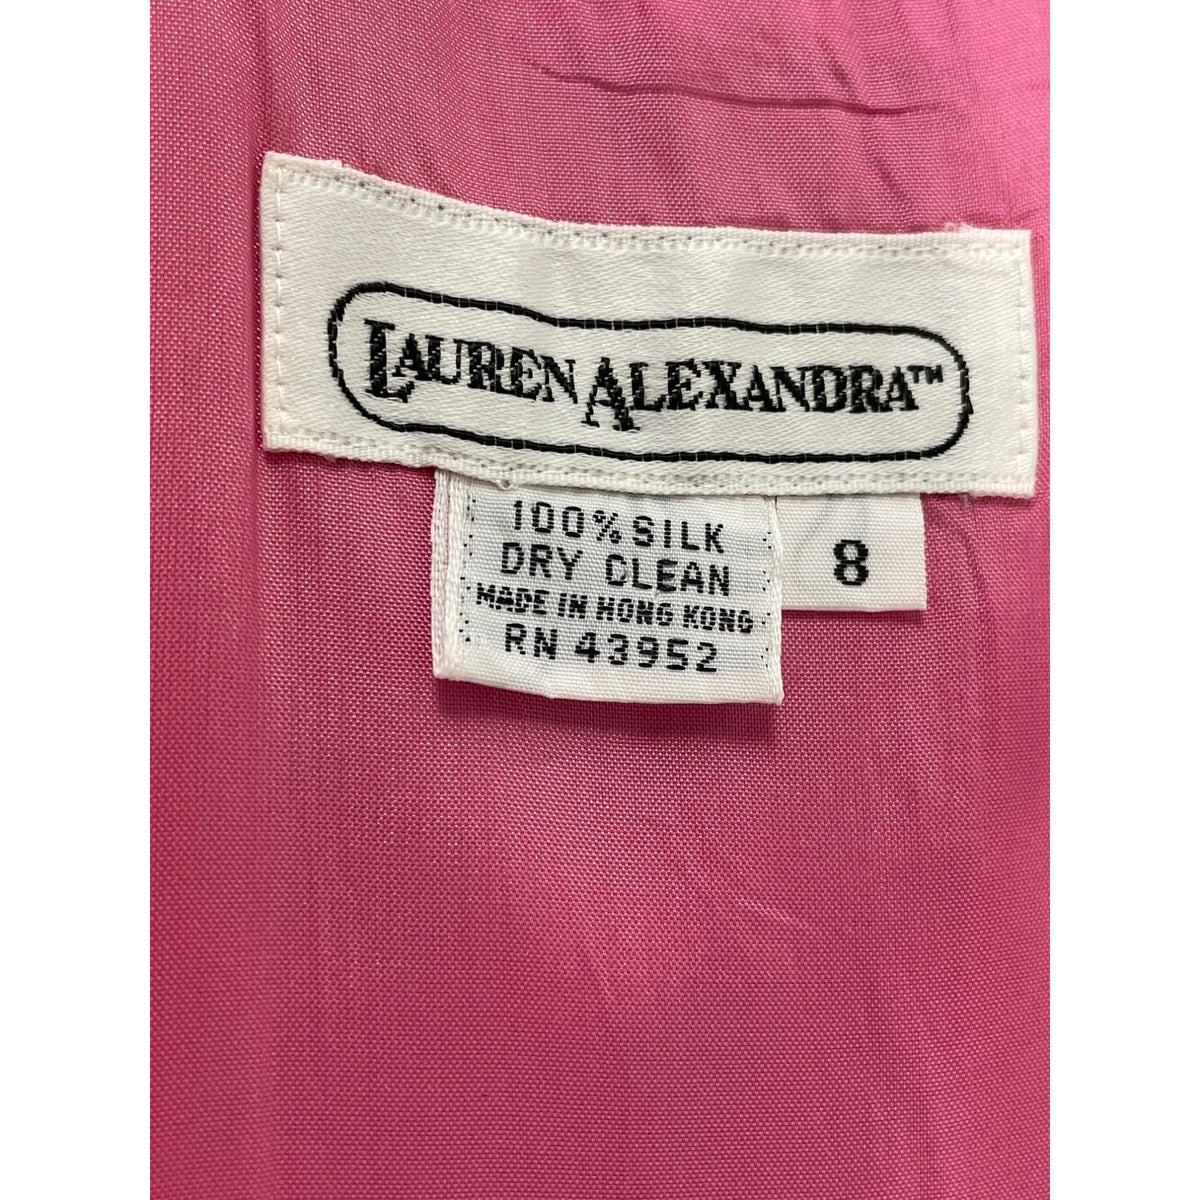 LAUREN ALEXANDRA™
100% SILK
DRY CLEAN
MADE IN HONG KONG
RN 43952
8